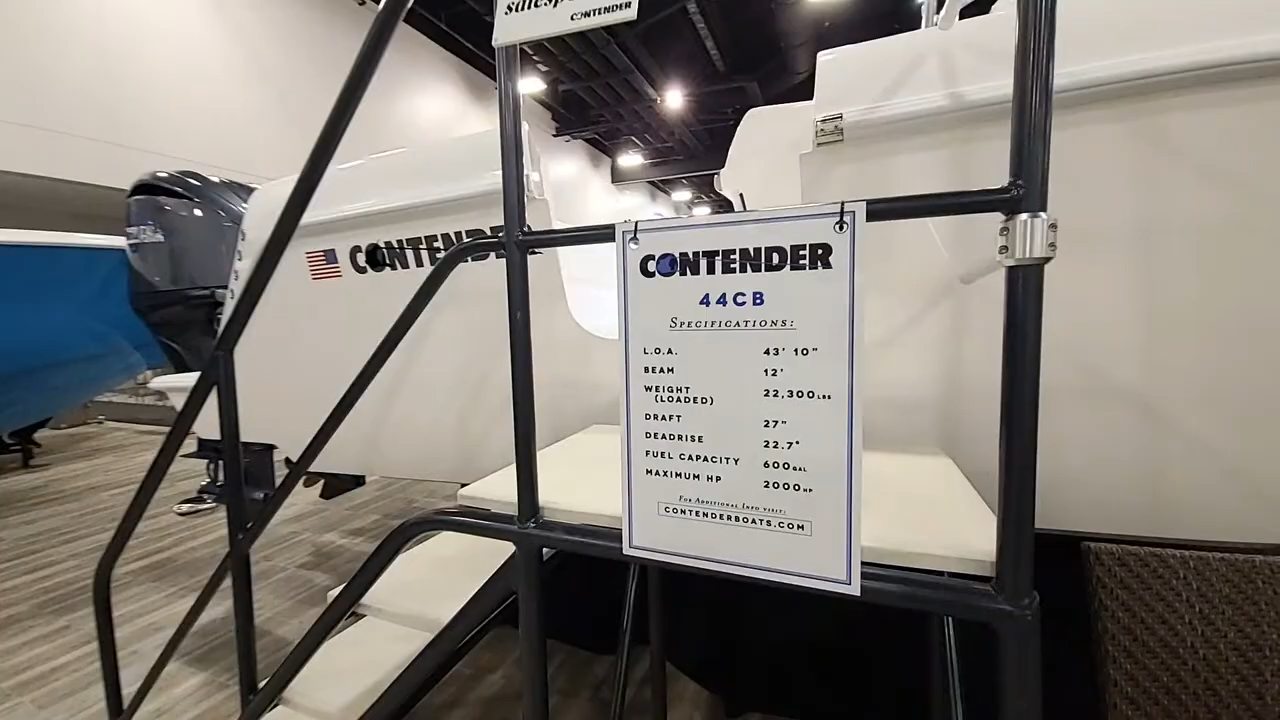 CONTENDER
CONTENDER
CONTENDER
44CB
SPECIFICATIONS:
L.O.A. 43' 10"
BEAM 12'
WEIGHT
(LOADED) 22,300LBS
DRAFT 27"
DEADRISE 22.7°
FUEL CAPACITY 600GAL
MAXIMUM HP 2000HP
FOR ADDITIONAL INFO VISIT:
CONTENDERBOATS.COM